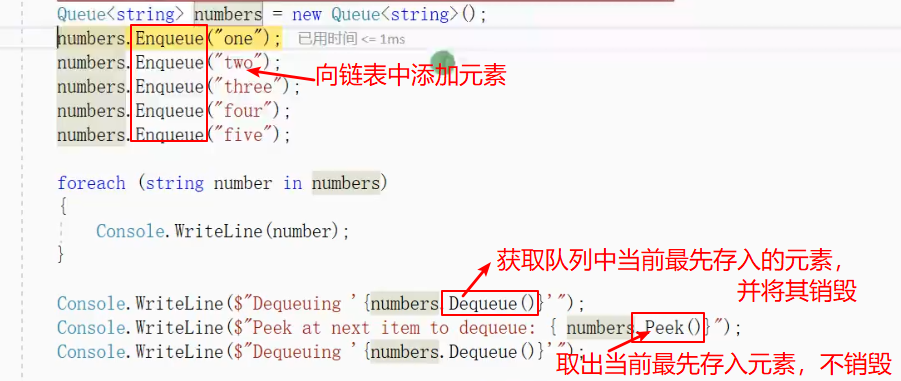 Queue<string> numbers = new Queue<string>();
numbers.Enqueue("one"); 已用时间 <= 1ms
numbers.Enqueue("two");
向链表中添加元素
numbers.Enqueue("three");
numbers.Enqueue("four");
numbers.Enqueue("five");
foreach (string number in numbers)
{
Console.WriteLine(number);
}
获取队列中当前最先存入的元素，
并将其销毁
Console.WriteLine($"Dequeuing '{numbers.Dequeue()}'");
Console.WriteLine($"Peek at next item to dequeue: { numbers.Peek()}");
Console.WriteLine($"Dequeuing '{numbers.Dequeue()}'");
取出当前最先存入元素，不销毁